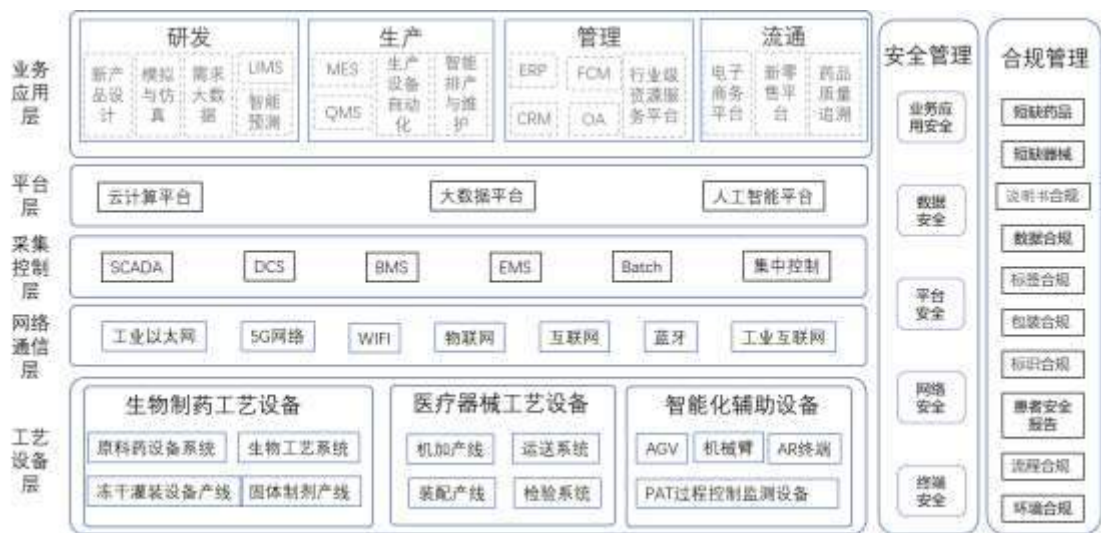 业务
应用
层
研发
新产
品设
计
模拟
与仿
真
需求
大数
据
LIMS
智能
预测
生产
MES
QMS
生产
设备
自动
化
智能
排产
与维
护
管理
ERP
FCM
CRM
OA
行业级
资源服
务平台
流通
电子
商务
平台
新零
售平
台
药品
质量
追溯
平台
层
云计算平台
大数据平台
人工智能平台
采集
控制
层
SCADA
DCS
BMS
EMS
Batch
集中控制
网络
通信
层
工业以太网
5G网络
WIFI
物联网
互联网
蓝牙
工业互联网
工艺
设备
层
生物制药工艺设备
原料药设备系统
生物工艺系统
冻干灌装设备产线
固体制剂产线
医疗器械工艺设备
机加产线
运送系统
装配产线
检验系统
智能化辅助设备
AGV
机械臂
AR终端
PAT过程控制监测设备
安全管理
业务应
用安全
数据
安全
平台
安全
网络
安全
终端
安全
合规管理
短缺药品
短缺器械
说明书合规
数据合规
标签合规
包装合规
标识合规
患者安全
报告
流程合规
环境合规